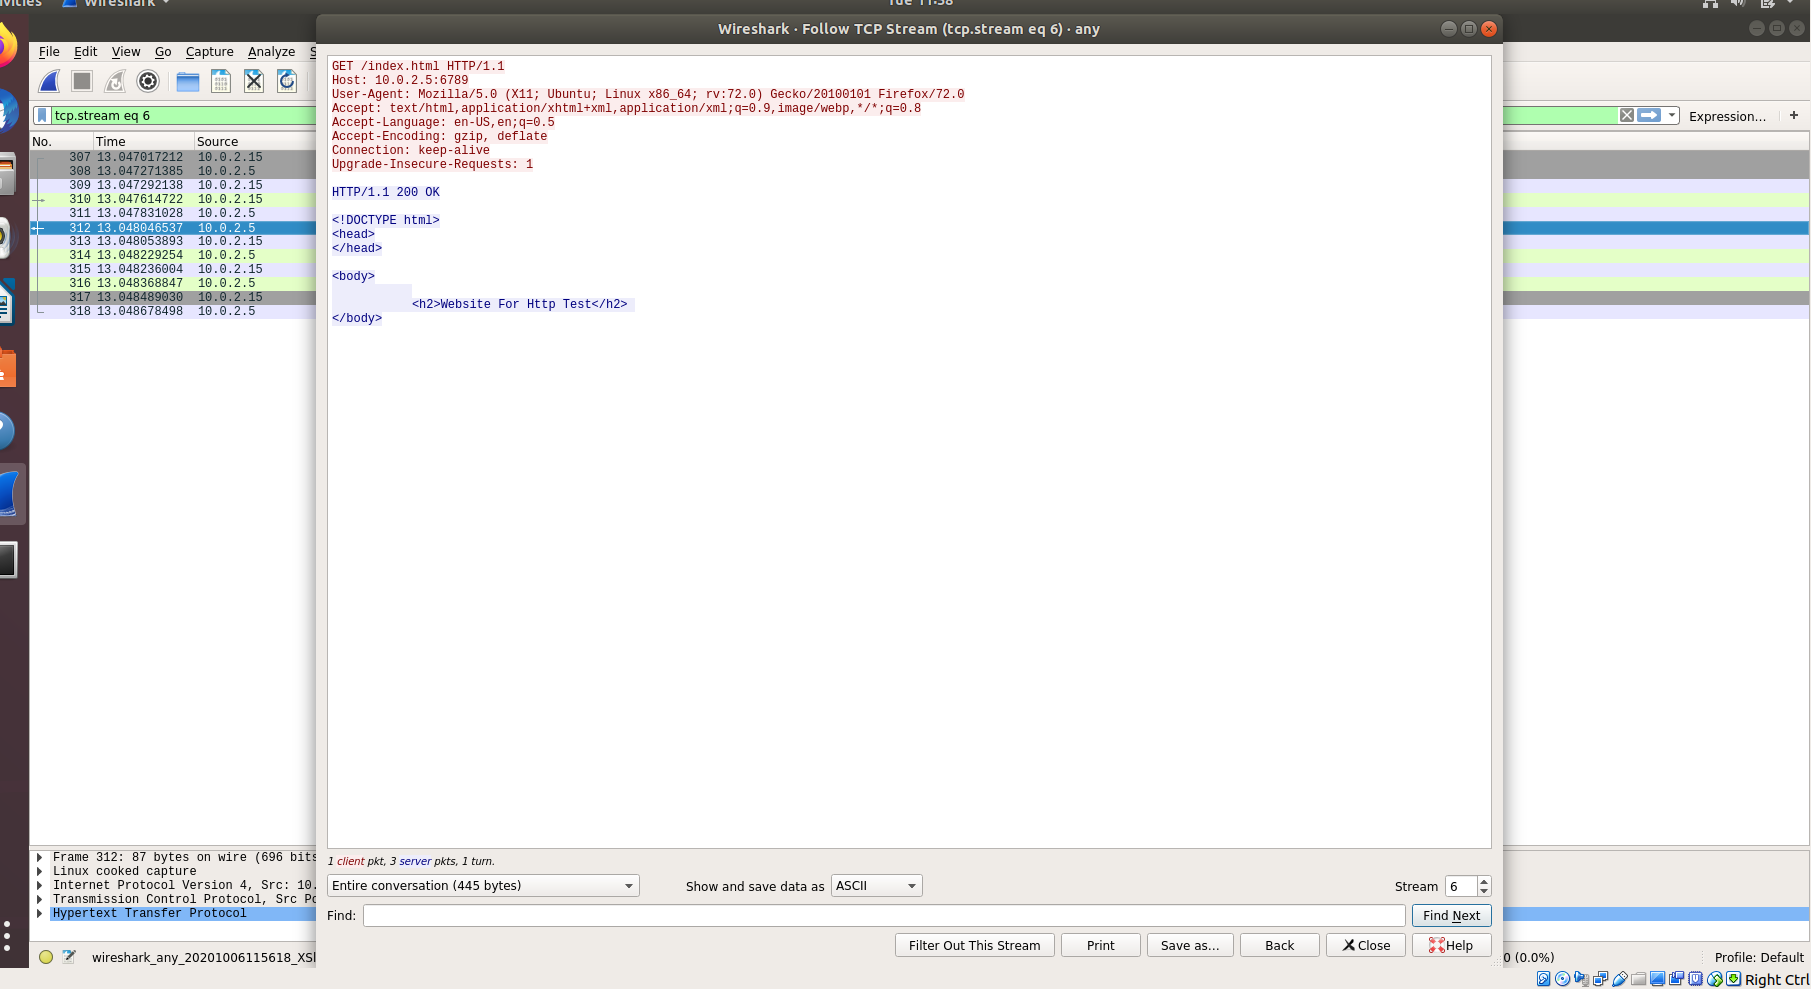 ivities Wireshark
Tue 11:58
Wireshark · Follow TCP Stream (tcp.stream eq 6) · any
File Edit View Go Capture Analyze S
tcp.stream eq 6
Expression... +
No. Time Source
307 13.047017212 10.0.2.15
308 13.047271385 10.0.2.5
309 13.047292138 10.0.2.15
310 13.047614722 10.0.2.15
311 13.047831028 10.0.2.5
312 13.048046537 10.0.2.5
313 13.048053893 10.0.2.15
314 13.048229254 10.0.2.5
315 13.048236004 10.0.2.15
316 13.048368847 10.0.2.5
317 13.048489030 10.0.2.15
318 13.048678498 10.0.2.5
GET /index.html HTTP/1.1
Host: 10.0.2.5:6789
User-Agent: Mozilla/5.0 (X11; Ubuntu; Linux x86_64; rv:72.0) Gecko/20100101 Firefox/72.0
Accept: text/html,application/xhtml+xml,application/xml;q=0.9,image/webp,*/*;q=0.8
Accept-Language: en-US,en;q=0.5
Accept-Encoding: gzip, deflate
Connection: keep-alive
Upgrade-Insecure-Requests: 1
HTTP/1.1 200 OK
<!DOCTYPE html>
<head>
</head>
<body>
<h2>Website For Http Test</h2>
</body>
1 client pkt, 3 server pkts, 1 turn.
Entire conversation (445 bytes)
Show and save data as ASCII
Stream 6
Find:
Find Next
Filter Out This Stream
Print
Save as...
Back
Close
Help
Frame 312: 87 bytes on wire (696 bits
Linux cooked capture
Internet Protocol Version 4, Src: 10.
Transmission Control Protocol, Src Po
Hypertext Transfer Protocol
wireshark_any_20201006115618_XSl
0 (0.0%)
Profile: Default
Right Ctrl